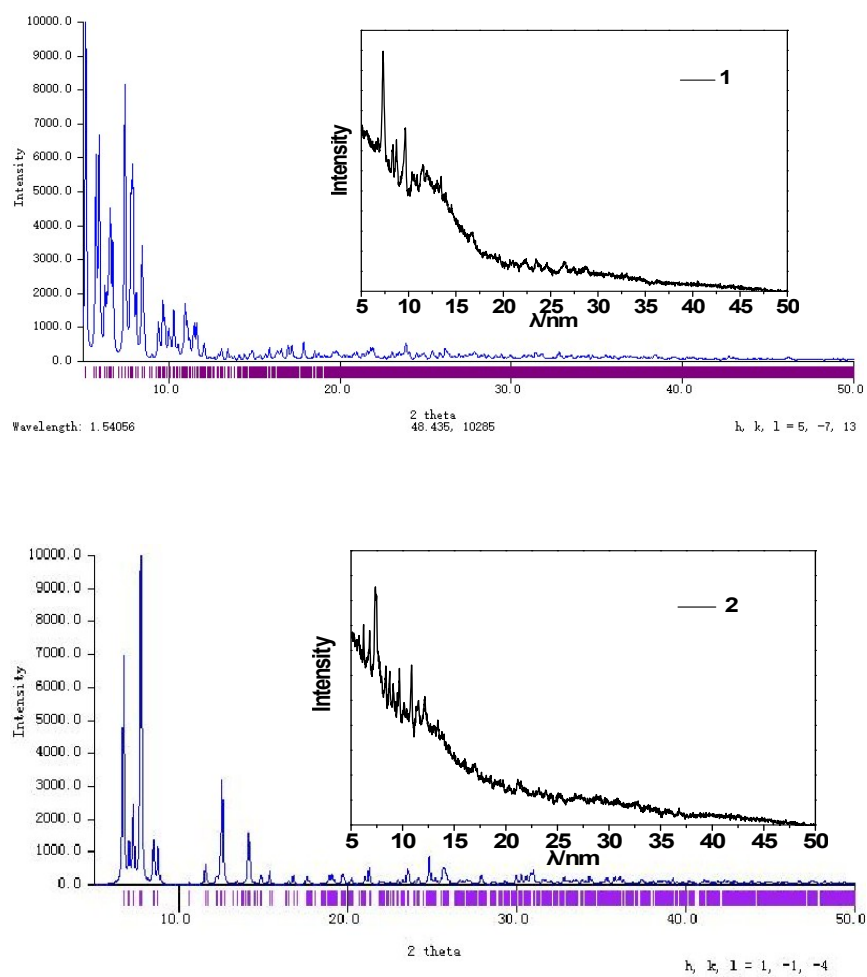 10000.0
9000.0
8000.0
7000.0
6000.0
5000.0
4000.0
3000.0
2000.0
1000.0
0.0
Intensity
10.0 20.0 30.0 40.0 50.0
2 theta
Wavelength: 1.54056 48.435, 10285 h, k, l = 5, -7, 13
Intensity
1
5 10 15 20 25 30 35 40 45 50
λ/nm
10000.0
9000.0
8000.0
7000.0
6000.0
5000.0
4000.0
3000.0
2000.0
1000.0
0.0
Intensity
10.0 20.0 30.0 40.0 50.0
2 theta
h, k, l = 1, -1, -4
Intensity
2
5 10 15 20 25 30 35 40 45 50
λ/nm